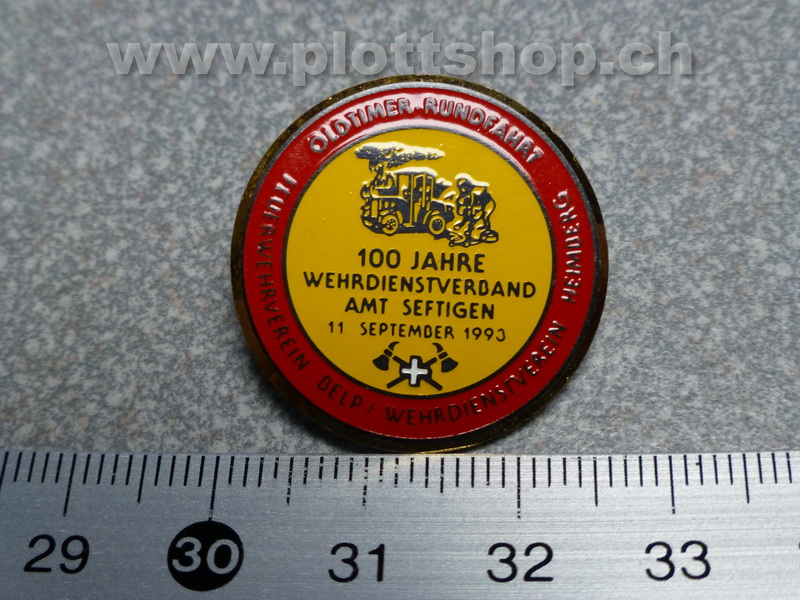 www.plottshop.ch
OLDTIMER-RUNDFAHRT
100 JAHRE
WEHRDIENSTVERBAND
AMT SEFTIGEN
11 SEPTEMBER 1993
FEUERWEHRVEREIN BELP / WEHRDIENSTVEREIN HEIMBERG
29 30 31 32 33